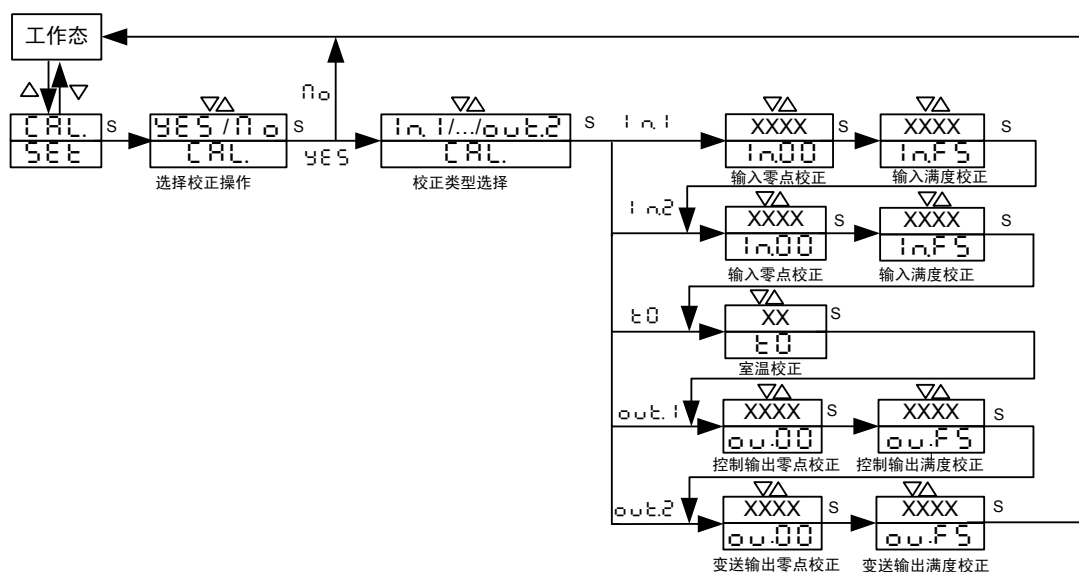 工作态
△ ▽
CAL.
SEt
S
▽△
YES/no
CAL.
S
选择校正操作
no
YES
▽△
In.1/.../out.2
CAL.
S
校正类型选择
In.1
▽△
XXXX
In.00
输入零点校正
S
▽△
XXXX
In.FS
输入满度校正
S
In.2
▽△
XXXX
In.00
输入零点校正
S
▽△
XXXX
In.FS
输入满度校正
S
t0
▽△
XX
t0
室温校正
S
out.1
▽△
XXXX
ou.00
控制输出零点校正
S
▽△
XXXX
ou.FS
控制输出满度校正
S
out.2
▽△
XXXX
ou.00
变送输出零点校正
S
▽△
XXXX
ou.FS
变送输出满度校正
S